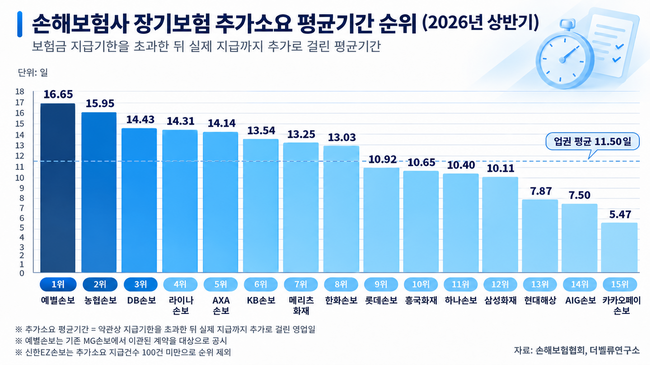 손해보험사 장기보험 추가소요 평균기간 순위 (2026년 상반기)
보험금 지급기한을 초과한 뒤 실제 지급까지 추가로 걸린 평균기간
단위: 일
18
17
16
15
14
13
12
11
10
9
8
7
6
5
4
3
2
1
0
16.65
15.95
14.43
14.31
14.14
13.54
13.25
13.03
10.92
10.65
10.40
10.11
7.87
7.50
5.47
업권 평균 11.50일
1위
2위
3위
4위
5위
6위
7위
8위
9위
10위
11위
12위
13위
14위
15위
예별손보
농협손보
DB손보
라이나
손보
AXA
손보
KB손보
메리츠
화재
한화손보
롯데손보
흥국화재
하나손보
삼성화재
현대해상
AIG손보
카카오페이
손보
※ 추가소요 평균기간 = 약관상 지급기한을 초과한 뒤 실제 지급까지 추가로 걸린 영업일
※ 예별손보는 기존 MG손보에서 이관된 계약을 대상으로 공시
※ 신한EZ손보는 추가소요 지급건수 100건 미만으로 순위 제외
자료: 손해보험협회, 더벨류연구소